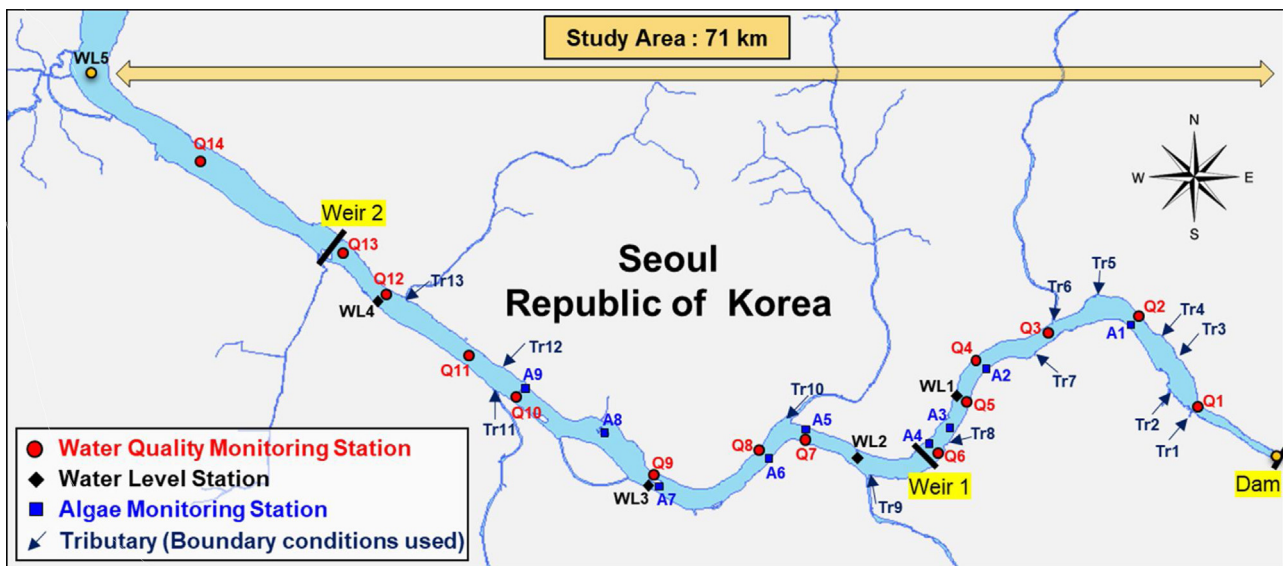 Study Area : 71 km
WL5
Q14
N
W
E
S
Weir 2
Q13
Seoul
Republic of Korea
Q12
Tr13
WL4
Tr5
Tr6
Q2
Tr4
Q3
A1
Tr3
Tr12
Q4
Q11
A9
A2
Tr7
WL1
Tr10
Q5
Q1
Q10
Tr2
A8
A5
A3
Tr11
A4
Tr8
Tr1
WL2
Q8
Q7
Q6
A6
Q9
Weir 1
Dam
WL3
A7
Tr9
Water Quality Monitoring Station
Water Level Station
Algae Monitoring Station
Tributary (Boundary conditions used)